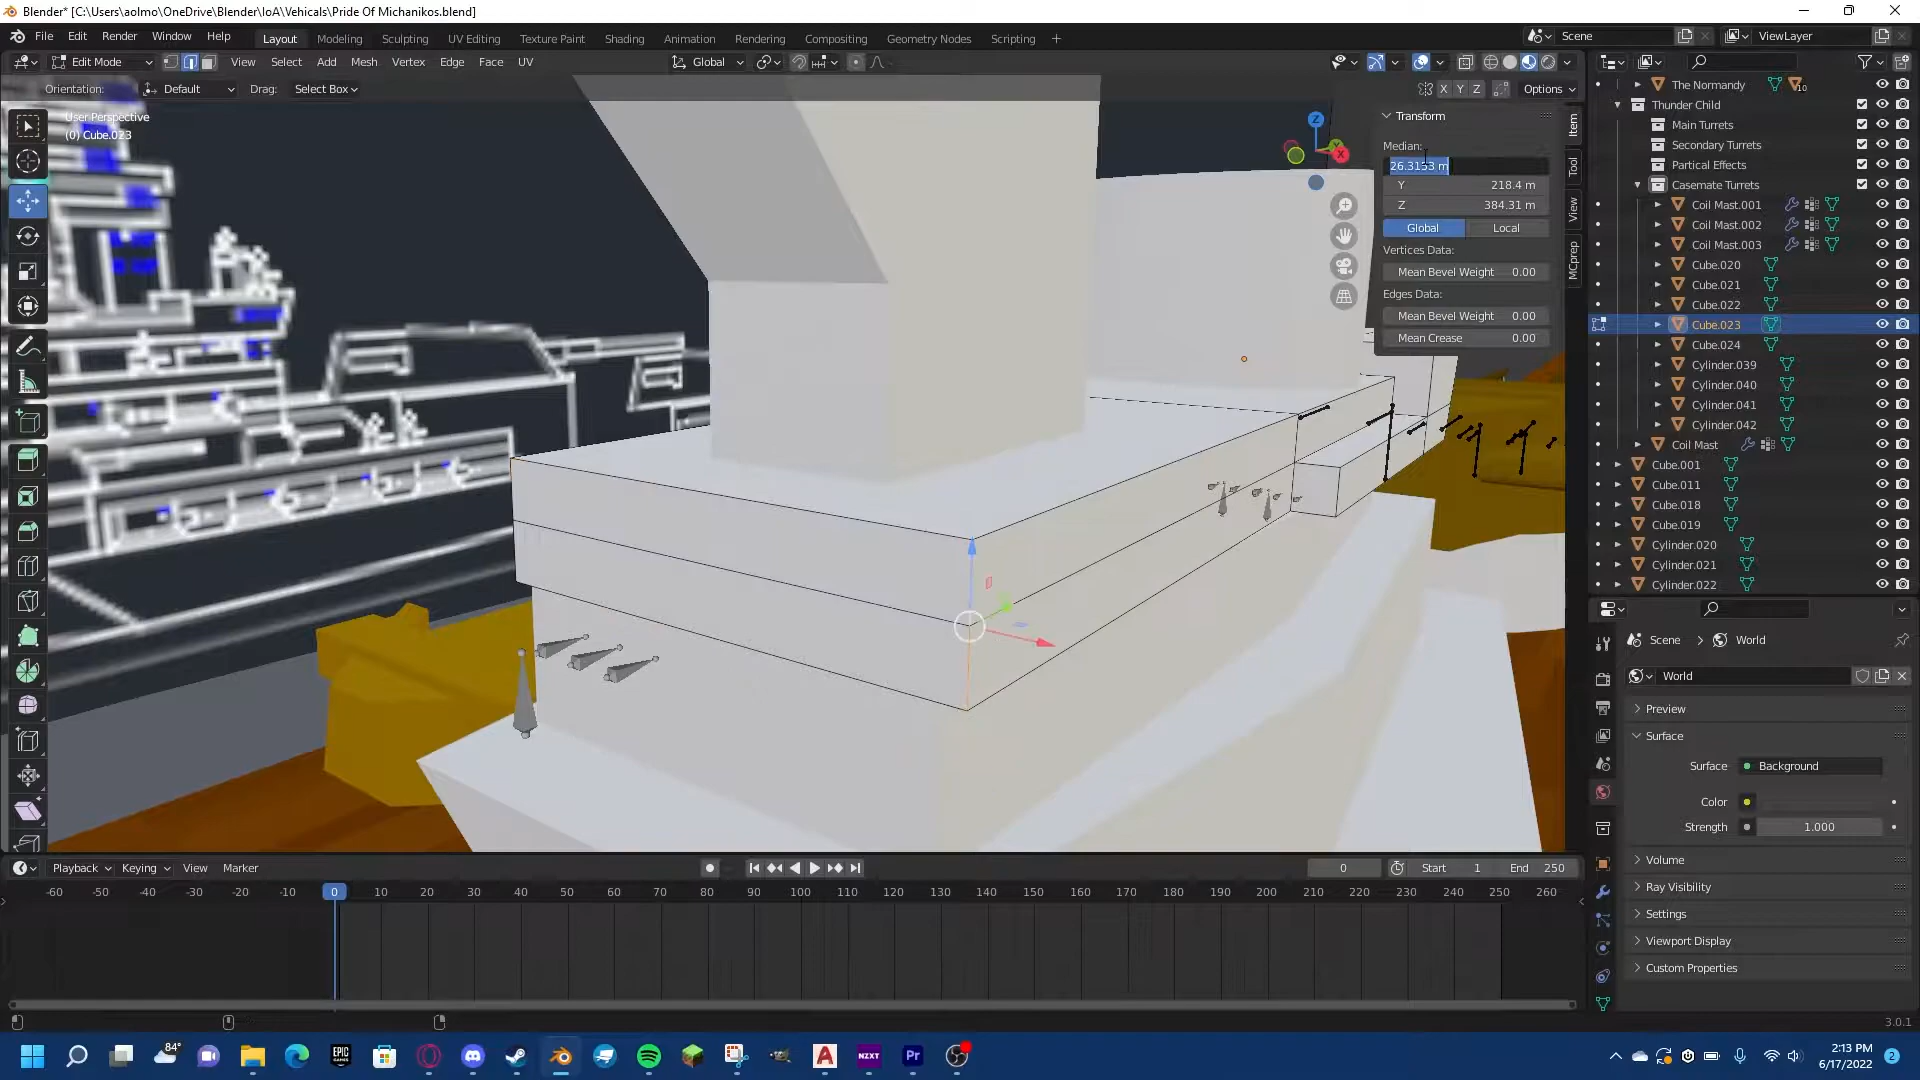 Blender* [C:\Users\aolmo\OneDrive\Blender\IoA\Vehicals\Pride Of Michanikos.blend]
File Edit Render Window Help
Layout Modeling Sculpting UV Editing Texture Paint Shading Animation Rendering Compositing Geometry Nodes Scripting +
Scene
ViewLayer
Edit Mode
View Select Add Mesh Vertex Edge Face UV
Global
Orientation: Default Drag: Select Box
X Y Z Options
User Perspective
(0) Cube.023
Z
X
Transform
Median:
26.3153 m
Y 218.4 m
Z 384.31 m
Global Local
Vertices Data:
Mean Bevel Weight 0.00
Edges Data:
Mean Bevel Weight 0.00
Mean Crease 0.00
Item
Tool
View
MCprep
The Normandy
10
Thunder Child
Main Turrets
Secondary Turrets
Partical Effects
Casemate Turrets
Coil Mast.001
Coil Mast.002
Coil Mast.003
Cube.020
Cube.021
Cube.022
Cube.023
Cube.024
Cylinder.039
Cylinder.040
Cylinder.041
Cylinder.042
Coil Mast
Cube.001
Cube.011
Cube.018
Cube.019
Cylinder.020
Cylinder.021
Cylinder.022
Scene > World
World
Preview
Surface
Surface Background
Color
Strength 1.000
Volume
Ray Visibility
Settings
Viewport Display
Custom Properties
Playback Keying View Marker
0 Start 1 End 250
-60 -50 -40 -30 -20 -10 0 10 20 30 40 50 60 70 80 90 100 110 120 130 140 150 160 170 180 190 200 210 220 230 240 250 260
3.0.1
84°
EPIC GAMES
A
NZXT
Pr
2:13 PM
6/17/2022
2